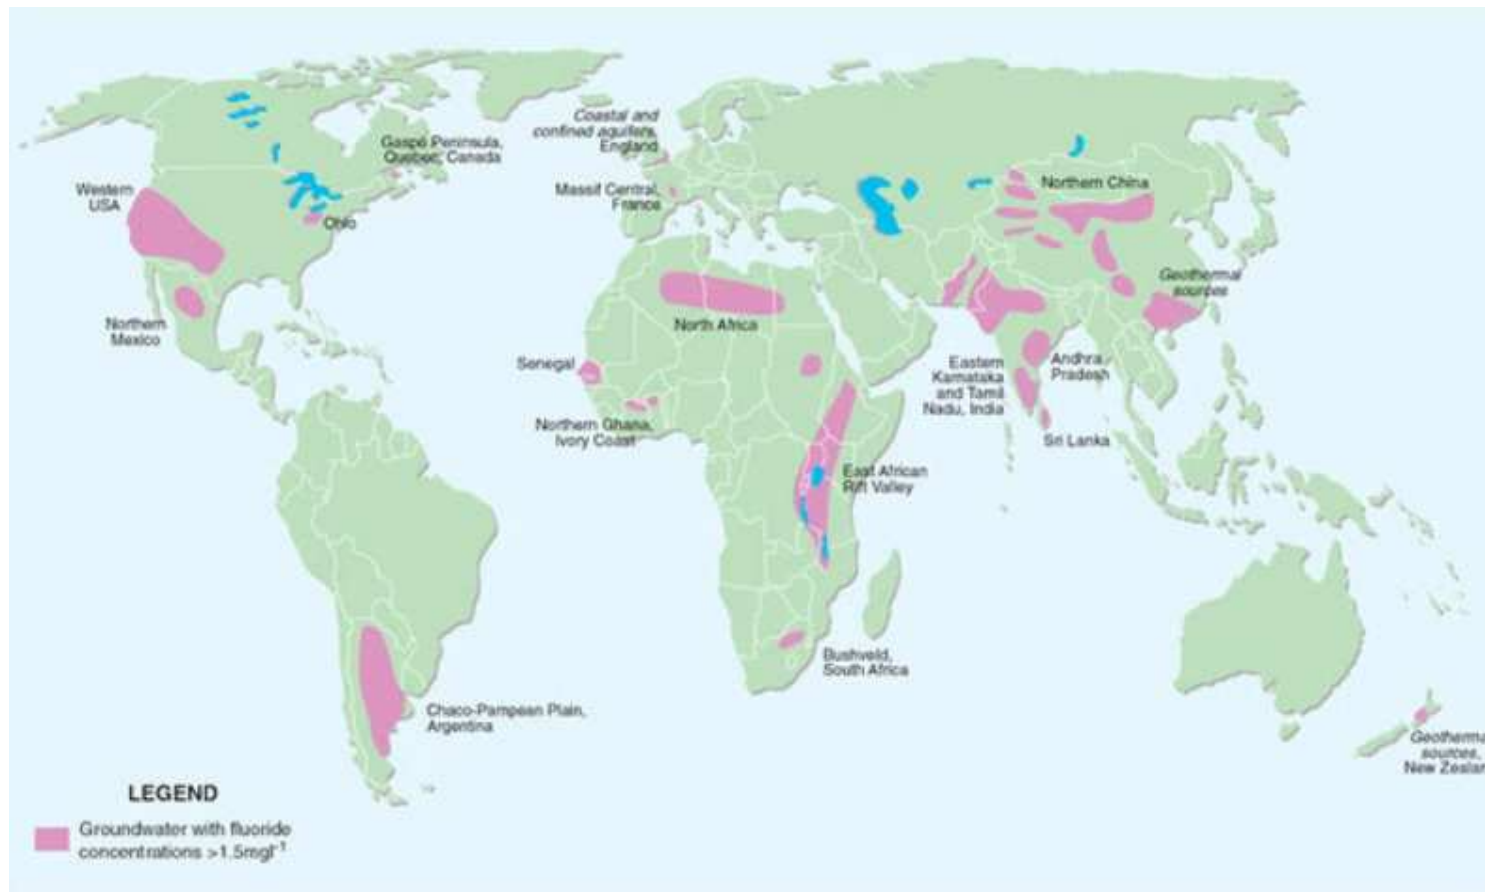 Coastal and
confined aquifers,
England
Gaspé Peninsula,
Quebec, Canada
Western
USA
Massif Central,
France
Northern China
Ohio
Geothermal
sources
North Africa
Northern
Mexico
Senegal
Eastern
Karnataka
and Tamil
Nadu, India
Andhra
Pradesh
Northern Ghana,
Ivory Coast
Sri Lanka
East African
Rift Valley
Bushveld,
South Africa
Chaco-Pampean Plain,
Argentina
Geotherma
sources,
New Zealan
LEGEND
Groundwater with fluoride
concentrations >1.5mgl⁻¹